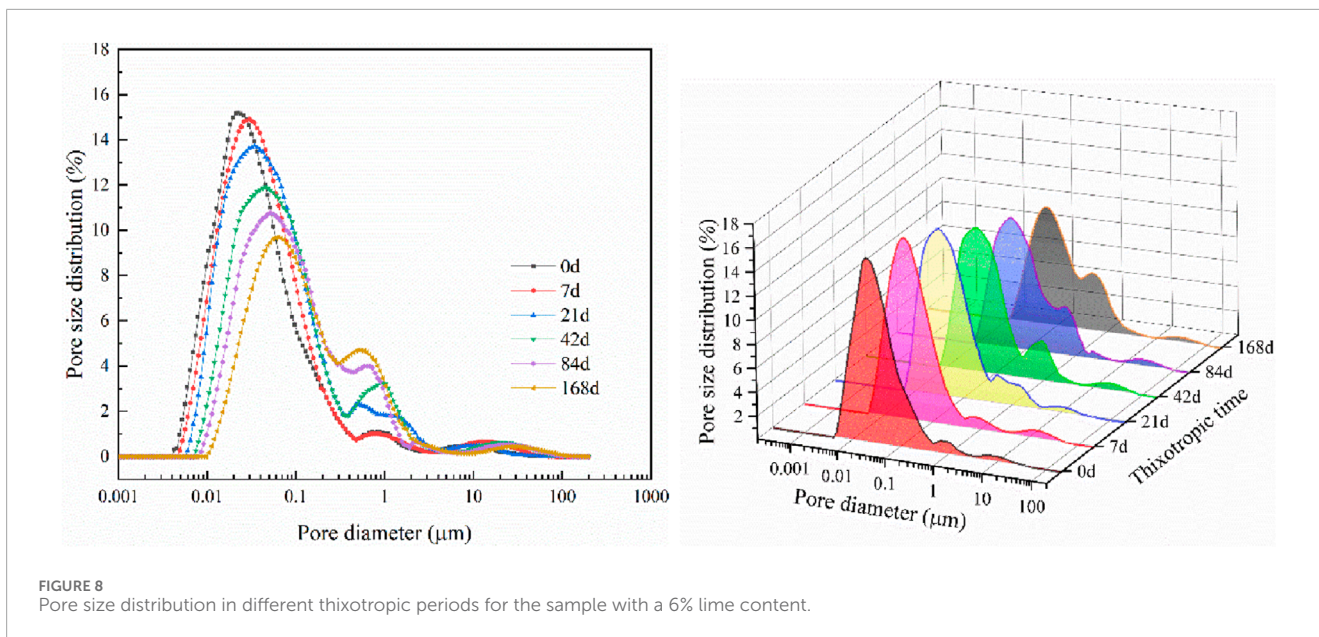 18
16
14
12
10
8
6
4
2
0
Pore size distribution (%)
0d
7d
21d
42d
84d
168d
0.001 0.01 0.1 1 10 100 1000
Pore diameter (μm)
18
16
14
12
10
8
6
4
2
Pore size distribution (%)
0.001
0.01
0.1
1
10
100
Pore diameter (μm)
168d
84d
42d
21d
7d
0d
Thixotropic time
FIGURE 8
Pore size distribution in different thixotropic periods for the sample with a 6% lime content.